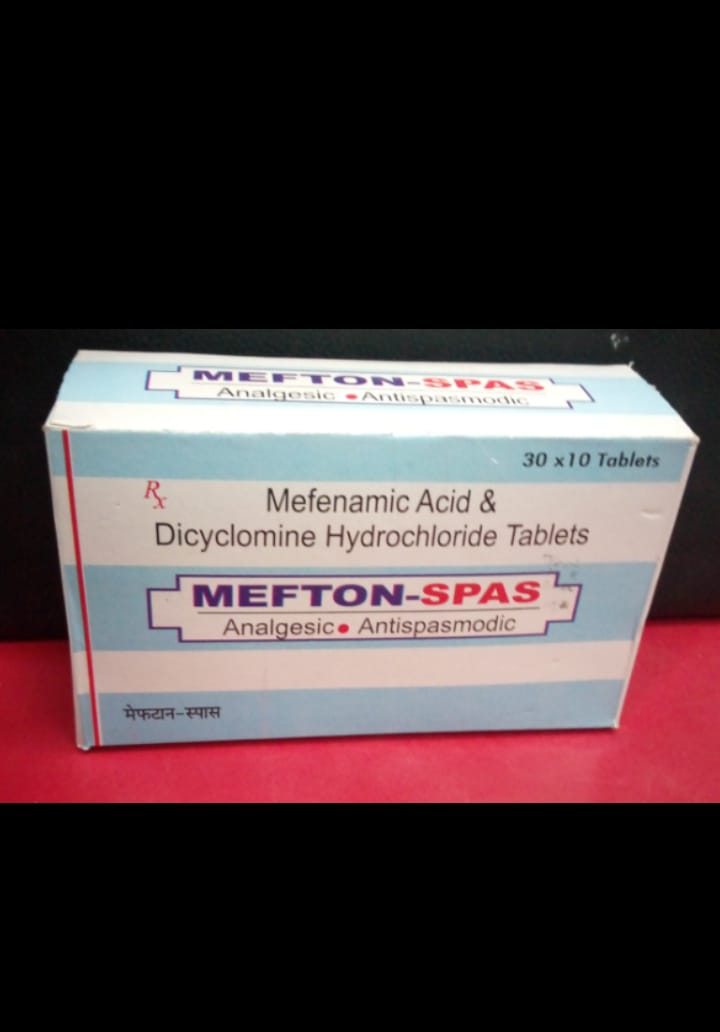 MEFTON-SPAS
Analgesic • Antispasmodic
30 x10 Tablets
Rx
Mefenamic Acid &
Dicyclomine Hydrochloride Tablets
MEFTON-SPAS
Analgesic • Antispasmodic
मेफटान-स्पास